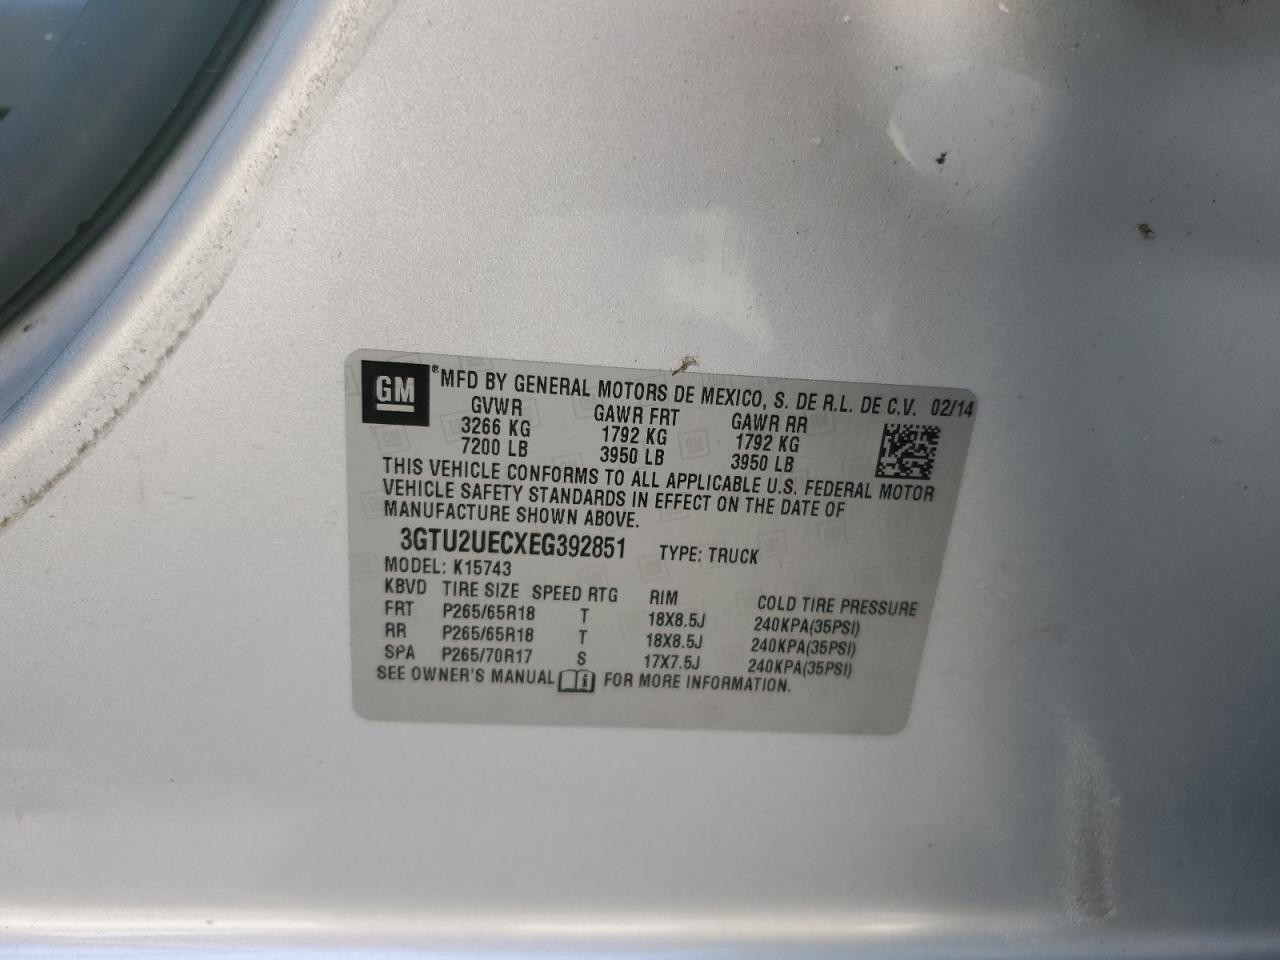 GM ® MFD BY GENERAL MOTORS DE MEXICO, S. DE R.L. DE C.V. 02/14
GVWR GAWR FRT GAWR RR
3266 KG 1792 KG 1792 KG
7200 LB 3950 LB 3950 LB
THIS VEHICLE CONFORMS TO ALL APPLICABLE U.S. FEDERAL MOTOR
VEHICLE SAFETY STANDARDS IN EFFECT ON THE DATE OF
MANUFACTURE SHOWN ABOVE.
3GTU2UECXEG392851 TYPE: TRUCK
MODEL: K15743
KBVD TIRE SIZE SPEED RTG RIM COLD TIRE PRESSURE
FRT P265/65R18 T 18X8.5J 240KPA(35PSI)
RR P265/65R18 T 18X8.5J 240KPA(35PSI)
SPA P265/70R17 S 17X7.5J 240KPA(35PSI)
SEE OWNER'S MANUAL i FOR MORE INFORMATION.